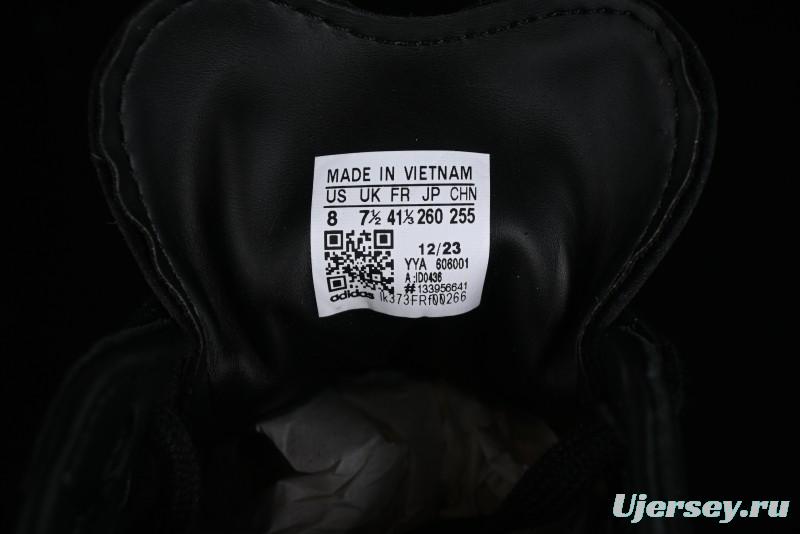 MADE IN VIETNAM
US UK FR JP CHN
8 7½ 41⅓ 260 255
12/23
YYA 606001
A:ID0436
#133956641
adidas lk373FRf00266
Ujersey.ru